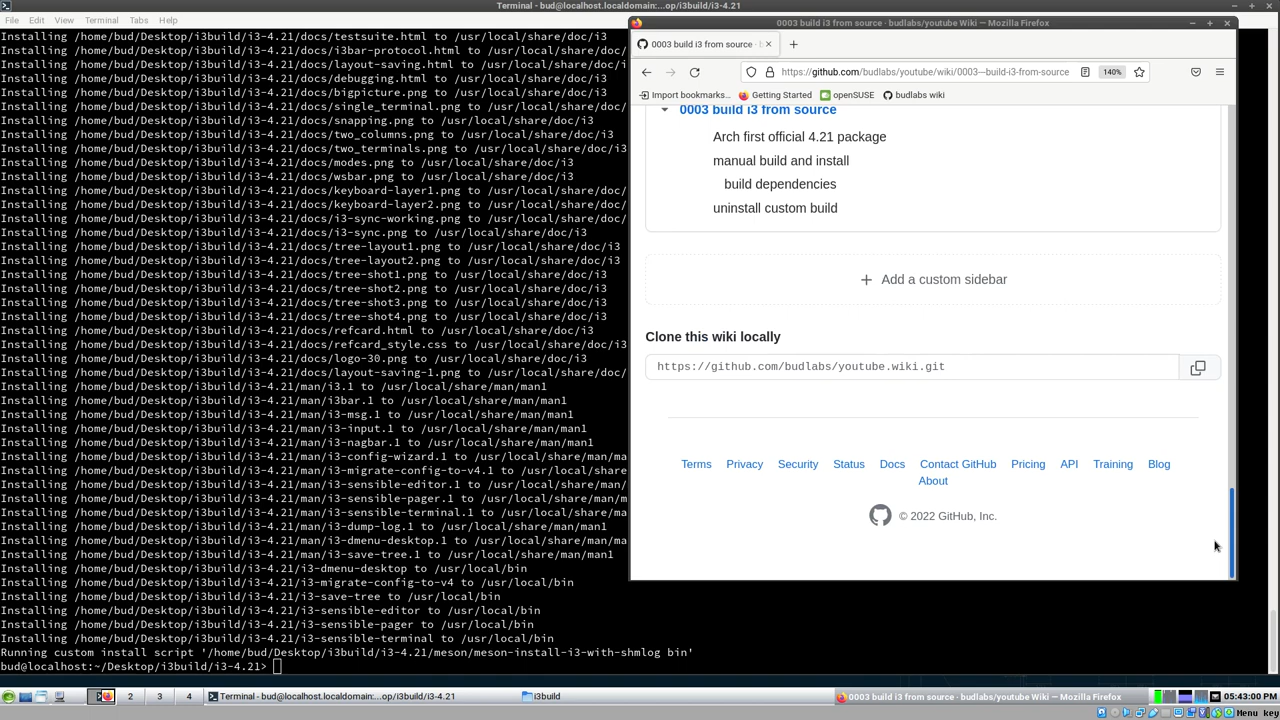 Terminal - bud@localhost.localdomain:...op/i3build/i3-4.21
File Edit View Terminal Tabs Help
Installing /home/bud/Desktop/i3build/i3-4.21/docs/testsuite.html to /usr/local/share/doc/i3
Installing /home/bud/Desktop/i3build/i3-4.21/docs/i3bar-protocol.html to /usr/local/share/doc/
Installing /home/bud/Desktop/i3build/i3-4.21/docs/layout-saving.html to /usr/local/share/doc/i
Installing /home/bud/Desktop/i3build/i3-4.21/docs/debugging.html to /usr/local/share/doc/i3
Installing /home/bud/Desktop/i3build/i3-4.21/docs/bigpicture.png to /usr/local/share/doc/i3
Installing /home/bud/Desktop/i3build/i3-4.21/docs/single_terminal.png to /usr/local/share/doc/
Installing /home/bud/Desktop/i3build/i3-4.21/docs/snapping.png to /usr/local/share/doc/i3
Installing /home/bud/Desktop/i3build/i3-4.21/docs/two_columns.png to /usr/local/share/doc/i3
Installing /home/bud/Desktop/i3build/i3-4.21/docs/two_terminals.png to /usr/local/share/doc/i3
Installing /home/bud/Desktop/i3build/i3-4.21/docs/modes.png to /usr/local/share/doc/i3
Installing /home/bud/Desktop/i3build/i3-4.21/docs/wsbar.png to /usr/local/share/doc/i3
Installing /home/bud/Desktop/i3build/i3-4.21/docs/keyboard-layer1.png to /usr/local/share/doc/
Installing /home/bud/Desktop/i3build/i3-4.21/docs/keyboard-layer2.png to /usr/local/share/doc/
Installing /home/bud/Desktop/i3build/i3-4.21/docs/i3-sync-working.png to /usr/local/share/doc/
Installing /home/bud/Desktop/i3build/i3-4.21/docs/i3-sync.png to /usr/local/share/doc/i3
Installing /home/bud/Desktop/i3build/i3-4.21/docs/tree-layout1.png to /usr/local/share/doc/i3
Installing /home/bud/Desktop/i3build/i3-4.21/docs/tree-layout2.png to /usr/local/share/doc/i3
Installing /home/bud/Desktop/i3build/i3-4.21/docs/tree-shot1.png to /usr/local/share/doc/i3
Installing /home/bud/Desktop/i3build/i3-4.21/docs/tree-shot2.png to /usr/local/share/doc/i3
Installing /home/bud/Desktop/i3build/i3-4.21/docs/tree-shot3.png to /usr/local/share/doc/i3
Installing /home/bud/Desktop/i3build/i3-4.21/docs/tree-shot4.png to /usr/local/share/doc/i3
Installing /home/bud/Desktop/i3build/i3-4.21/docs/refcard.html to /usr/local/share/doc/i3
Installing /home/bud/Desktop/i3build/i3-4.21/docs/refcard_style.css to /usr/local/share/doc/i3
Installing /home/bud/Desktop/i3build/i3-4.21/docs/logo-30.png to /usr/local/share/doc/i3
Installing /home/bud/Desktop/i3build/i3-4.21/docs/layout-saving-1.png to /usr/local/share/doc/
Installing /home/bud/Desktop/i3build/i3-4.21/man/i3.1 to /usr/local/share/man/man1
Installing /home/bud/Desktop/i3build/i3-4.21/man/i3bar.1 to /usr/local/share/man/man1
Installing /home/bud/Desktop/i3build/i3-4.21/man/i3-msg.1 to /usr/local/share/man/man1
Installing /home/bud/Desktop/i3build/i3-4.21/man/i3-input.1 to /usr/local/share/man/man1
Installing /home/bud/Desktop/i3build/i3-4.21/man/i3-nagbar.1 to /usr/local/share/man/man1
Installing /home/bud/Desktop/i3build/i3-4.21/man/i3-config-wizard.1 to /usr/local/share/man/ma
Installing /home/bud/Desktop/i3build/i3-4.21/man/i3-migrate-config-to-v4.1 to /usr/local/share
Installing /home/bud/Desktop/i3build/i3-4.21/man/i3-sensible-editor.1 to /usr/local/share/man/m
Installing /home/bud/Desktop/i3build/i3-4.21/man/i3-sensible-pager.1 to /usr/local/share/man/m
Installing /home/bud/Desktop/i3build/i3-4.21/man/i3-sensible-terminal.1 to /usr/local/share/ma
Installing /home/bud/Desktop/i3build/i3-4.21/man/i3-dump-log.1 to /usr/local/share/man/man1
Installing /home/bud/Desktop/i3build/i3-4.21/man/i3-dmenu-desktop.1 to /usr/local/share/man/ma
Installing /home/bud/Desktop/i3build/i3-4.21/man/i3-save-tree.1 to /usr/local/share/man/man1
Installing /home/bud/Desktop/i3build/i3-4.21/i3-dmenu-desktop to /usr/local/bin
Installing /home/bud/Desktop/i3build/i3-4.21/i3-migrate-config-to-v4 to /usr/local/bin
Installing /home/bud/Desktop/i3build/i3-4.21/i3-save-tree to /usr/local/bin
Installing /home/bud/Desktop/i3build/i3-4.21/i3-sensible-editor to /usr/local/bin
Installing /home/bud/Desktop/i3build/i3-4.21/i3-sensible-pager to /usr/local/bin
Installing /home/bud/Desktop/i3build/i3-4.21/i3-sensible-terminal to /usr/local/bin
Running custom install script '/home/bud/Desktop/i3build/i3-4.21/meson/meson-install-i3-with-shmlog bin'
bud@localhost:~/Desktop/i3build/i3-4.21>
0003 build i3 from source · budlabs/youtube Wiki — Mozilla Firefox
0003 build i3 from source · b
https://github.com/budlabs/youtube/wiki/0003---build-i3-from-source
140%
Import bookmarks... Getting Started openSUSE budlabs wiki
0003 build i3 from source
Arch first official 4.21 package
manual build and install
build dependencies
uninstall custom build
Add a custom sidebar
Clone this wiki locally
https://github.com/budlabs/youtube.wiki.git
Terms Privacy Security Status Docs Contact GitHub Pricing API Training Blog
About
© 2022 GitHub, Inc.
2 3 4 Terminal - bud@localhost.localdomain:...op/i3build/i3-4.21 i3build 0003 build i3 from source · budlabs/youtube Wiki — Mozilla Firefox 05:43:00 PM
Menu key